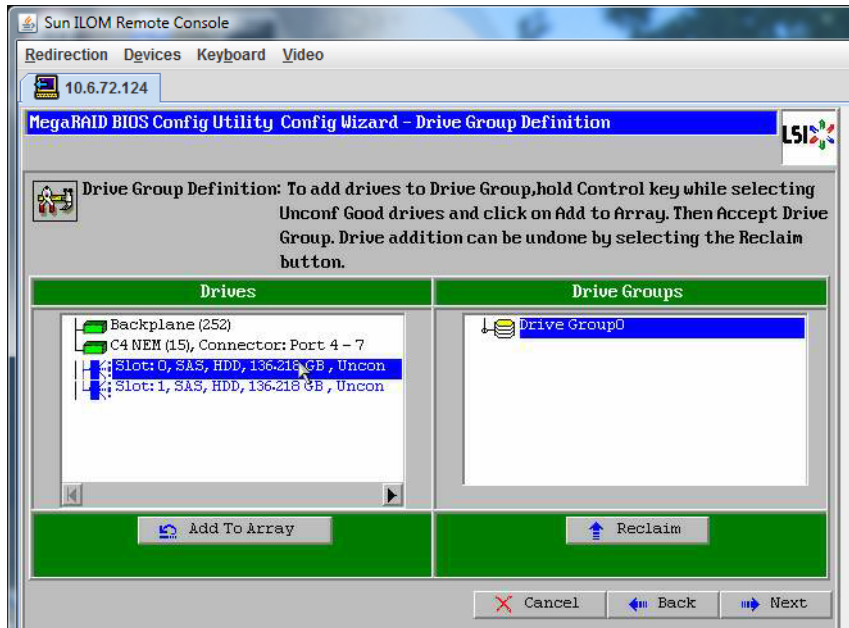 Sun ILOM Remote Console
Redirection Devices Keyboard Video
10.6.72.124
MegaRAID BIOS Config Utility Config Wizard - Drive Group Definition
LSI
Drive Group Definition: To add drives to Drive Group,hold Control key while selecting
Unconf Good drives and click on Add to Array. Then Accept Drive
Group. Drive addition can be undone by selecting the Reclaim
button.
Drives
Drive Groups
Backplane (252)
C4 NEM (15), Connector: Port 4 - 7
Slot: 0, SAS, HDD, 136.218 GB , Uncon
Slot: 1, SAS, HDD, 136.218 GB , Uncon
Drive Group0
Add To Array
Reclaim
Cancel
Back
Next